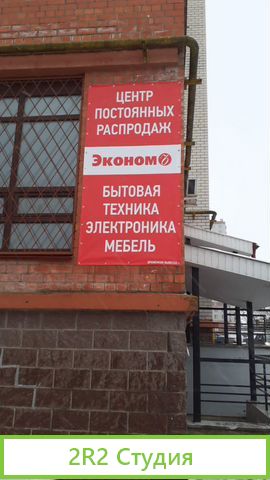 ЦЕНТР
ПОСТОЯННЫХ
РАСПРОДАЖ
Эконом
БЫТОВАЯ
ТЕХНИКА
ЭЛЕКТРОНИКА
МЕБЕЛЬ
2R2 Студия